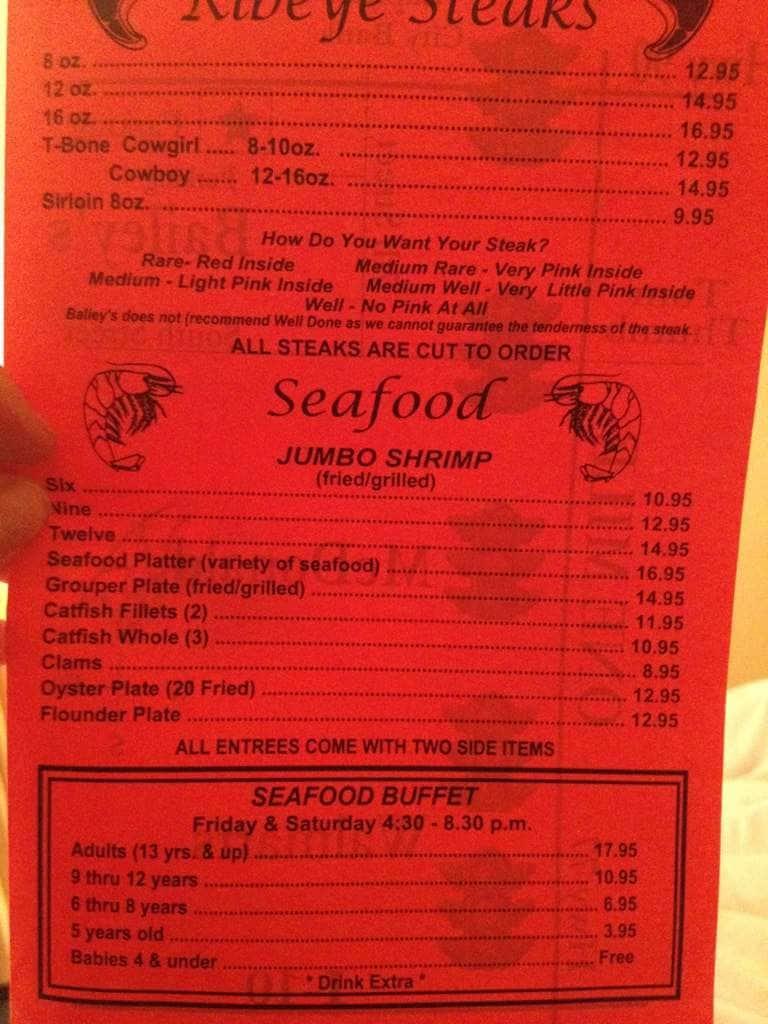 Ribeye Steaks
8 oz. ........ 12.95
12 oz. ........ 14.95
16 oz. ........ 16.95
T-Bone Cowgirl ..... 8-10oz. ........ 12.95
Cowboy ....... 12-16oz. ........ 14.95
Sirloin 8oz. ........ 9.95
How Do You Want Your Steak?
Rare- Red Inside Medium Rare - Very Pink Inside
Medium - Light Pink Inside Medium Well - Very Little Pink Inside
Well - No Pink At All
Bailey's does not (recommend Well Done as we cannot guarantee the tenderness of the steak.
ALL STEAKS ARE CUT TO ORDER
Seafood
JUMBO SHRIMP
(fried/grilled)
Six ........ 10.95
Nine ........ 12.95
Twelve ........ 14.95
Seafood Platter (variety of seafood) ........ 16.95
Grouper Plate (fried/grilled) ........ 14.95
Catfish Fillets (2) ........ 11.95
Catfish Whole (3) ........ 10.95
Clams ........ 8.95
Oyster Plate (20 Fried) ........ 12.95
Flounder Plate ........ 12.95
ALL ENTREES COME WITH TWO SIDE ITEMS
SEAFOOD BUFFET
Friday & Saturday 4:30 - 8.30 p.m.
Adults (13 yrs. & up) ........ 17.95
9 thru 12 years ........ 10.95
6 thru 8 years ........ 6.95
5 years old ........ 3.95
Babies 4 & under ........ Free
* Drink Extra *